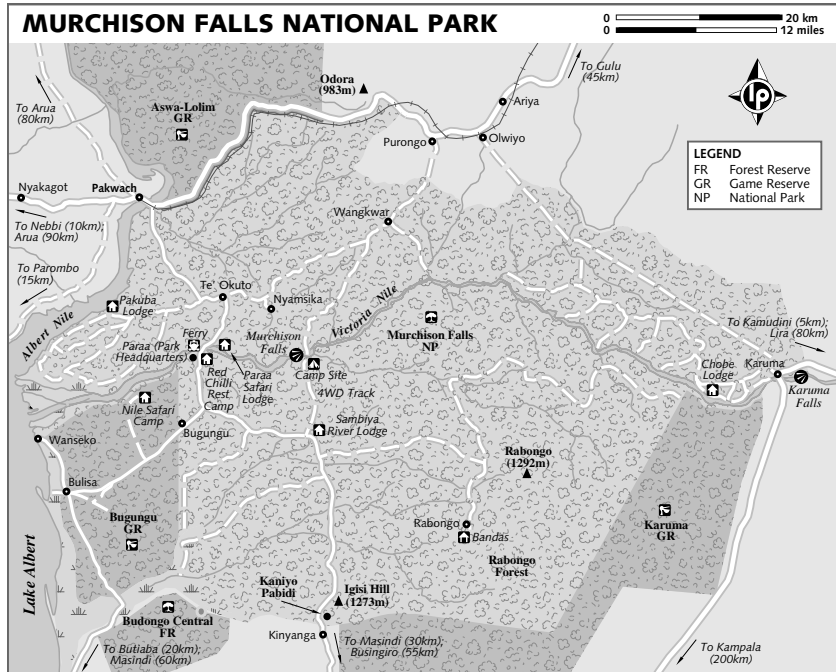 MURCHISON FALLS NATIONAL PARK
0 20 km
0 12 miles
To Gulu
(45km)
Odora
(983m)
To Arua
(80km)
Aswa-Lolim
GR
Ariya
Purongo
Olwiyo
lp
LEGEND
FR Forest Reserve
GR Game Reserve
NP National Park
Nyakagot
Pakwach
To Nebbi (10km);
Arua (90km)
Wangkwar
To Parombo
(15km)
Te' Okuto
Pakuba
Lodge
Nyamsika
Albert Nile
Victoria Nile
Murchison Falls
NP
To Kamudini (5km);
Lira (80km)
Ferry
Murchison
Falls
Paraa (Park
Headquarters)
Chobe
Lodge
Karuma
Karuma
Falls
Red
Chilli
Rest
Camp
Paraa
Safari
Lodge
Camp Site
4WD Track
Nile Safari
Camp
Sambiya
River Lodge
Bugungu
Wanseko
Rabongo
(1292m)
Bulisa
Bugungu
GR
Rabongo
Bandas
Karuma
GR
Rabongo
Forest
Lake Albert
Kaniyo
Pabidi
Igisi Hill
(1273m)
Budongo Central
FR
Kinyanga
To Butiaba (20km);
Masindi (60km)
To Masindi (30km);
Busingiro (55km)
To Kampala
(200km)